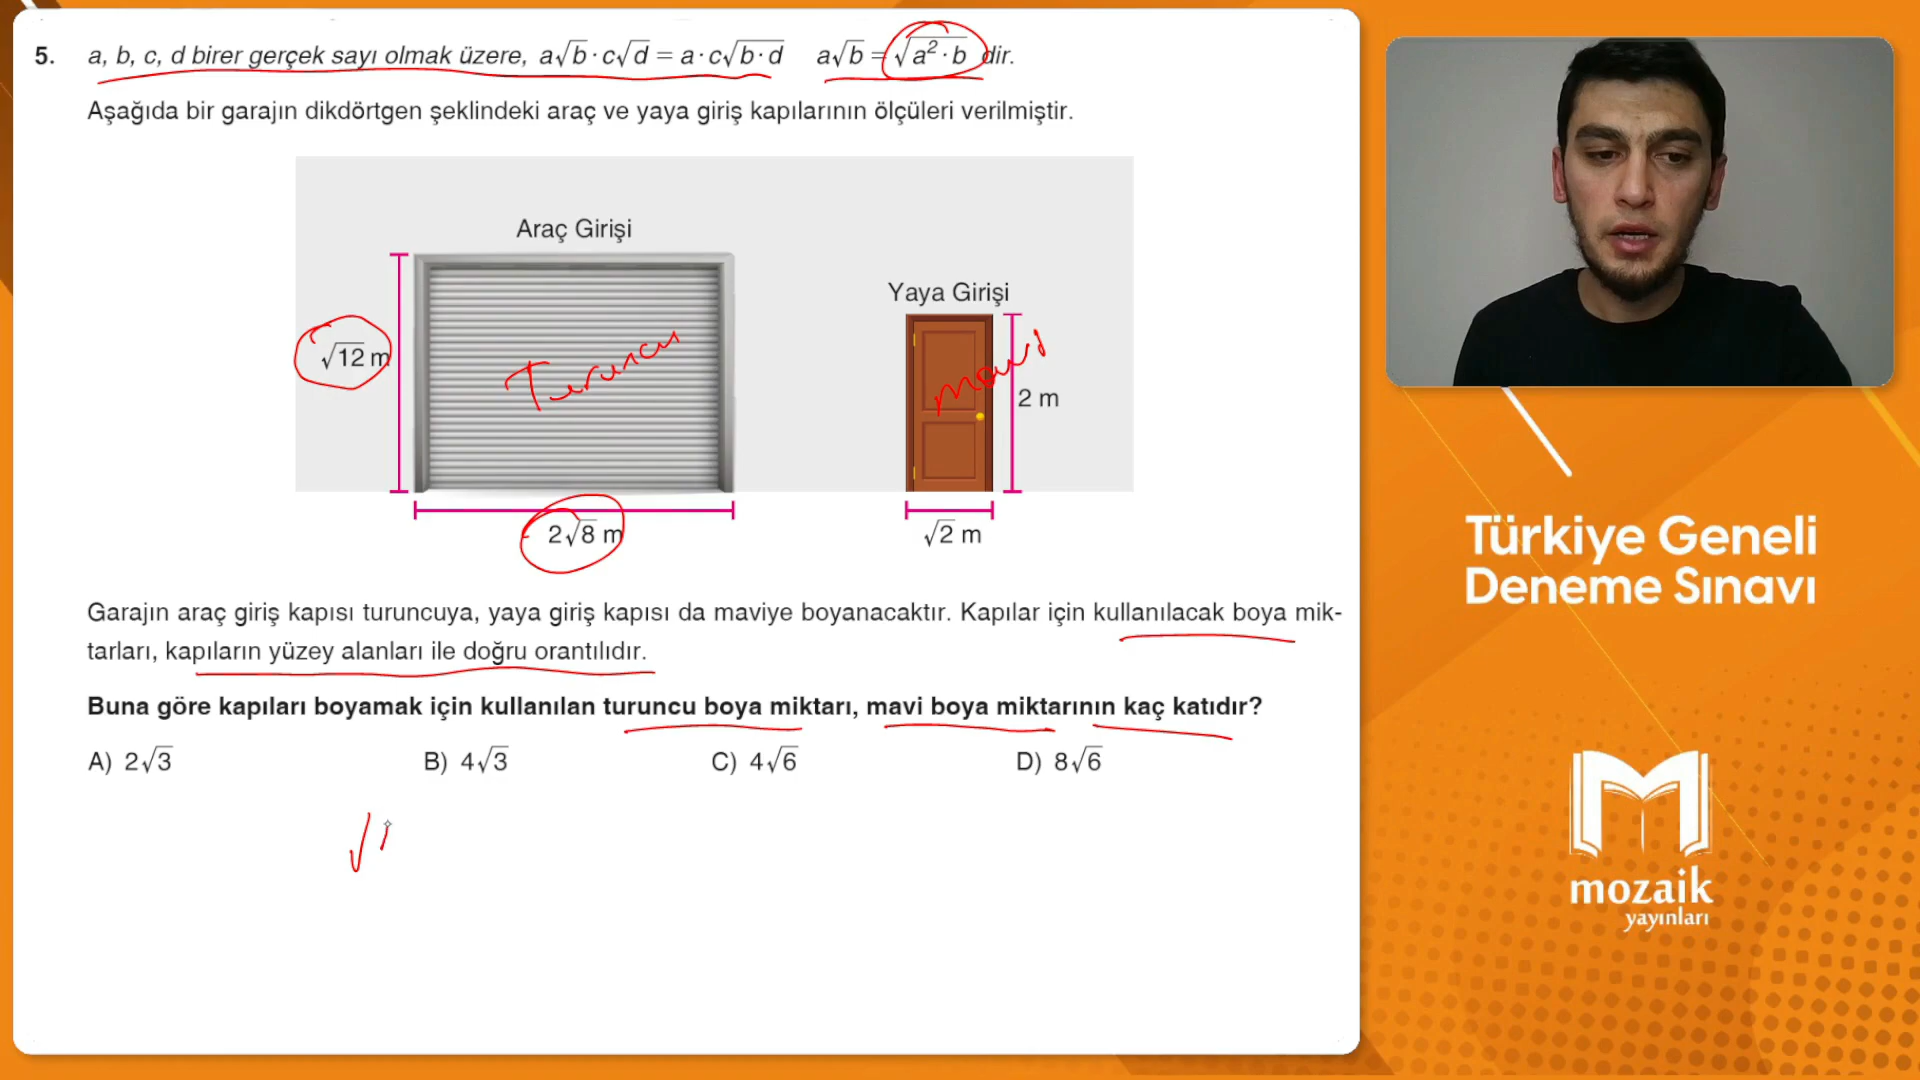 5. a, b, c, d birer gerçek sayı olmak üzere, a√b · c√d = a · c√b · d   a√b = √a² · b dir.
Aşağıda bir garajın dikdörtgen şeklindeki araç ve yaya giriş kapılarının ölçüleri verilmiştir.
Araç Girişi
Yaya Girişi
√12 m
Turuncu
mavi
2 m
2√8 m
√2 m
Garajın araç giriş kapısı turuncuya, yaya giriş kapısı da maviye boyanacaktır. Kapılar için kullanılacak boya mik-
tarları, kapıların yüzey alanları ile doğru orantılıdır.
Buna göre kapıları boyamak için kullanılan turuncu boya miktarı, mavi boya miktarının kaç katıdır?
A) 2√3   B) 4√3   C) 4√6   D) 8√6
Türkiye Geneli
Deneme Sınavı
mozaik
yayınları